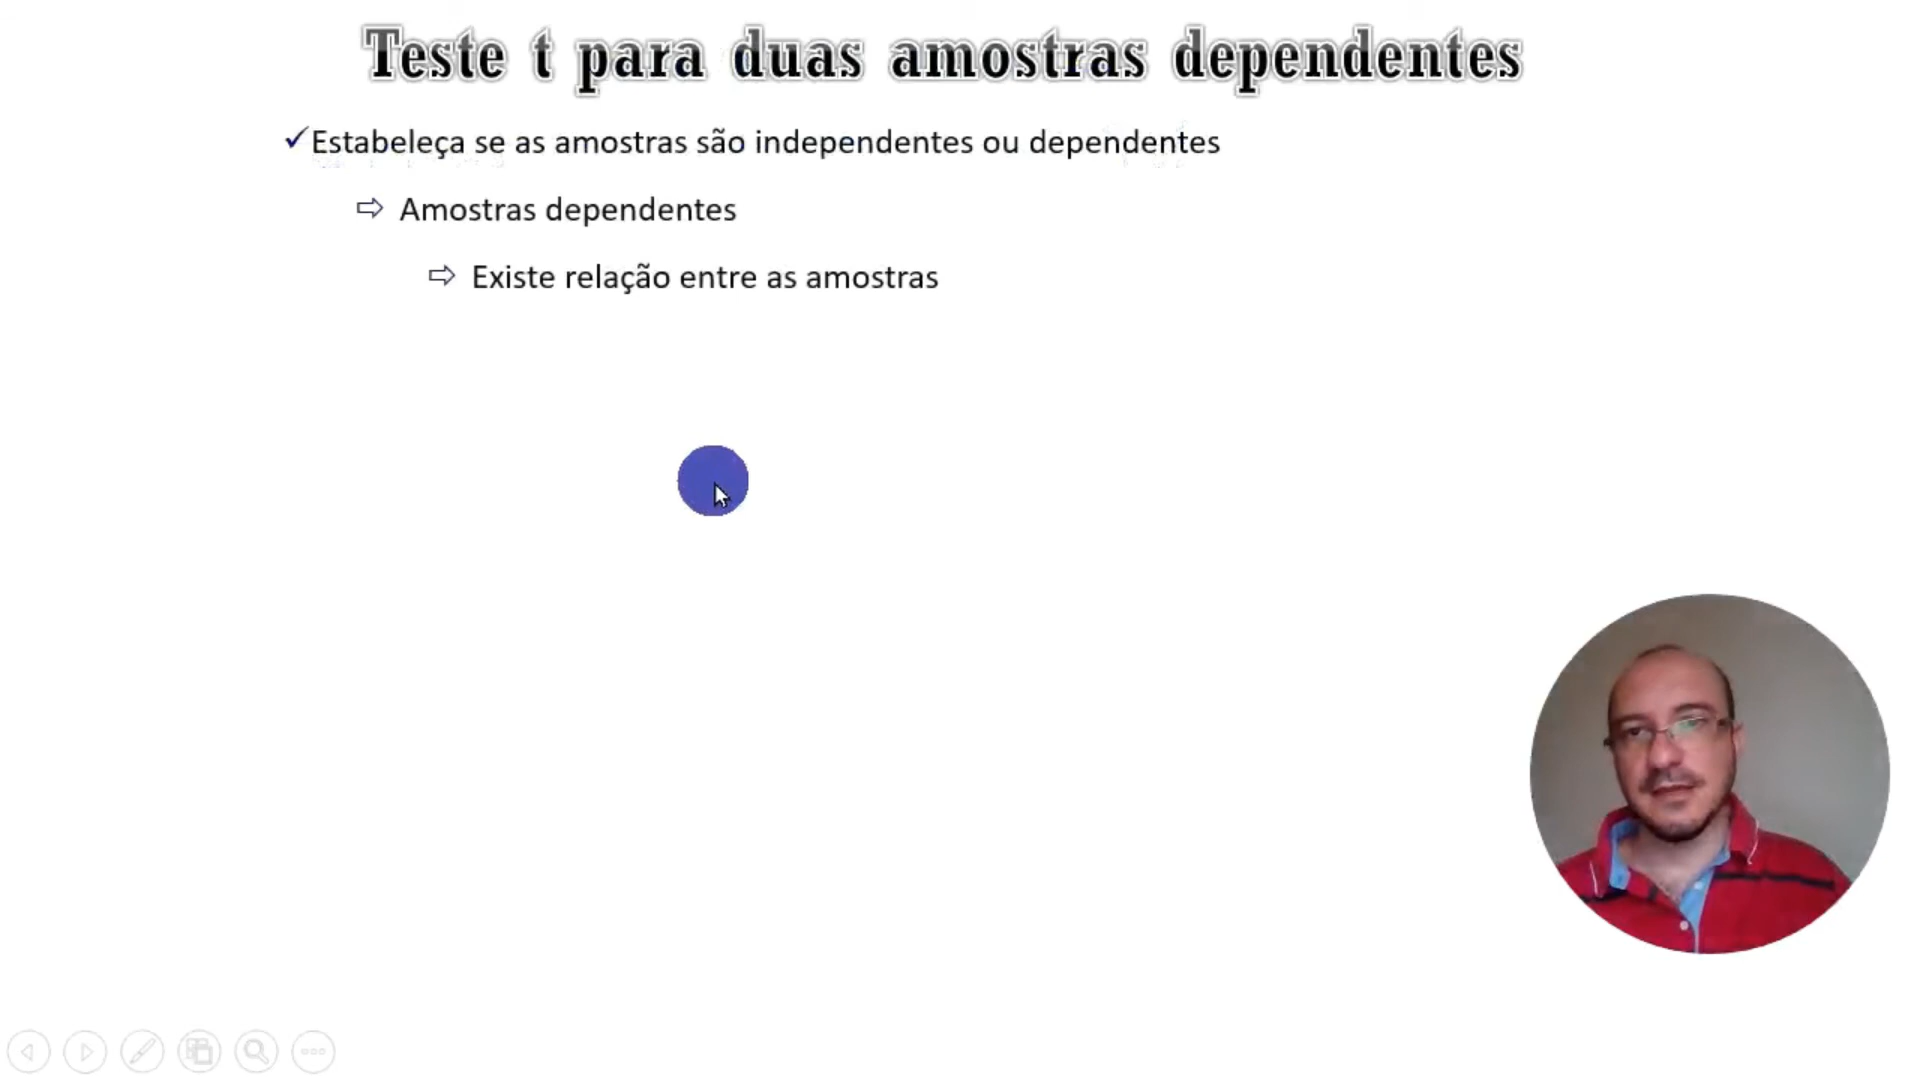 Teste t para duas amostras dependentes
Estabeleça se as amostras são independentes ou dependentes
Amostras dependentes
Existe relação entre as amostras